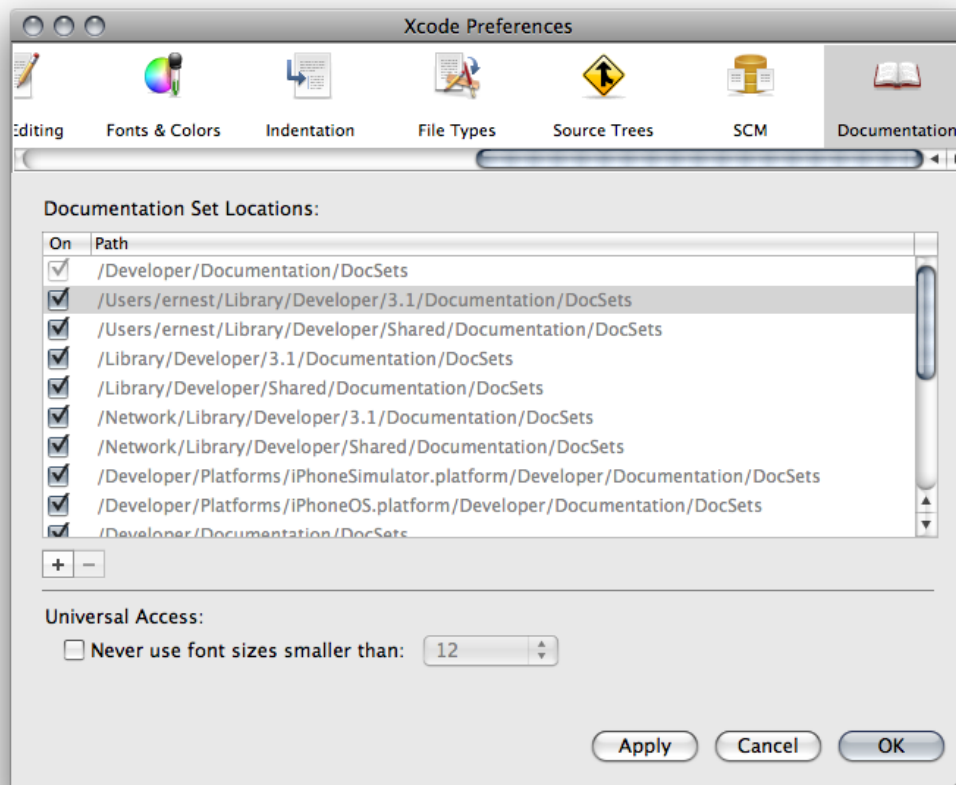 Xcode Preferences
Editing Fonts & Colors Indentation File Types Source Trees SCM Documentation
Documentation Set Locations:
On Path
/Developer/Documentation/DocSets
/Users/ernest/Library/Developer/3.1/Documentation/DocSets
/Users/ernest/Library/Developer/Shared/Documentation/DocSets
/Library/Developer/3.1/Documentation/DocSets
/Library/Developer/Shared/Documentation/DocSets
/Network/Library/Developer/3.1/Documentation/DocSets
/Network/Library/Developer/Shared/Documentation/DocSets
/Developer/Platforms/iPhoneSimulator.platform/Developer/Documentation/DocSets
/Developer/Platforms/iPhoneOS.platform/Developer/Documentation/DocSets
/Developer/Documentation/DocSets
+ −
Universal Access:
Never use font sizes smaller than: 12
Apply Cancel OK